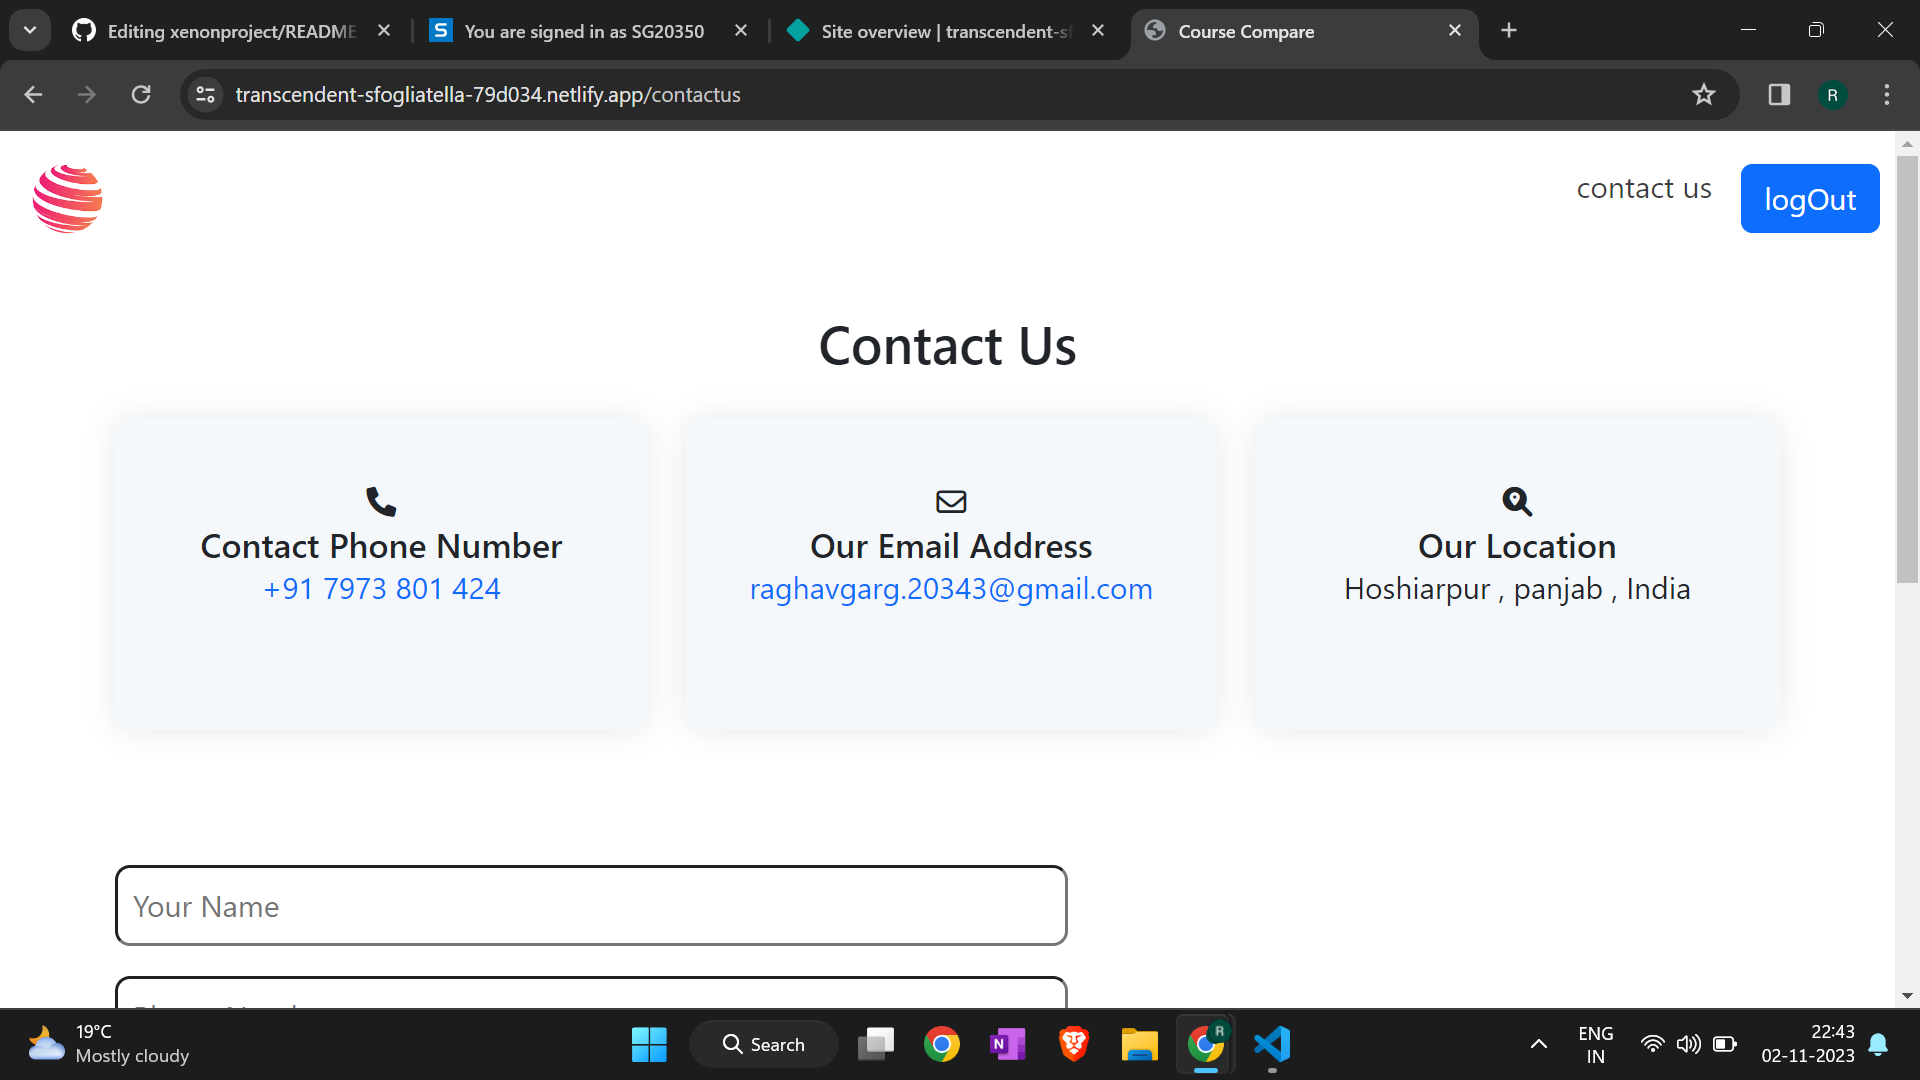 Editing xenonproject/README
You are signed in as SG20350
Site overview | transcendent-sf
Course Compare
transcendent-sfogliatella-79d034.netlify.app/contactus
R
contact us
logOut
Contact Us
Contact Phone Number
+91 7973 801 424
Our Email Address
raghavgarg.20343@gmail.com
Our Location
Hoshiarpur , panjab , India
Your Name
19°C
Mostly cloudy
Search
R
ENG
IN
22:43
02-11-2023